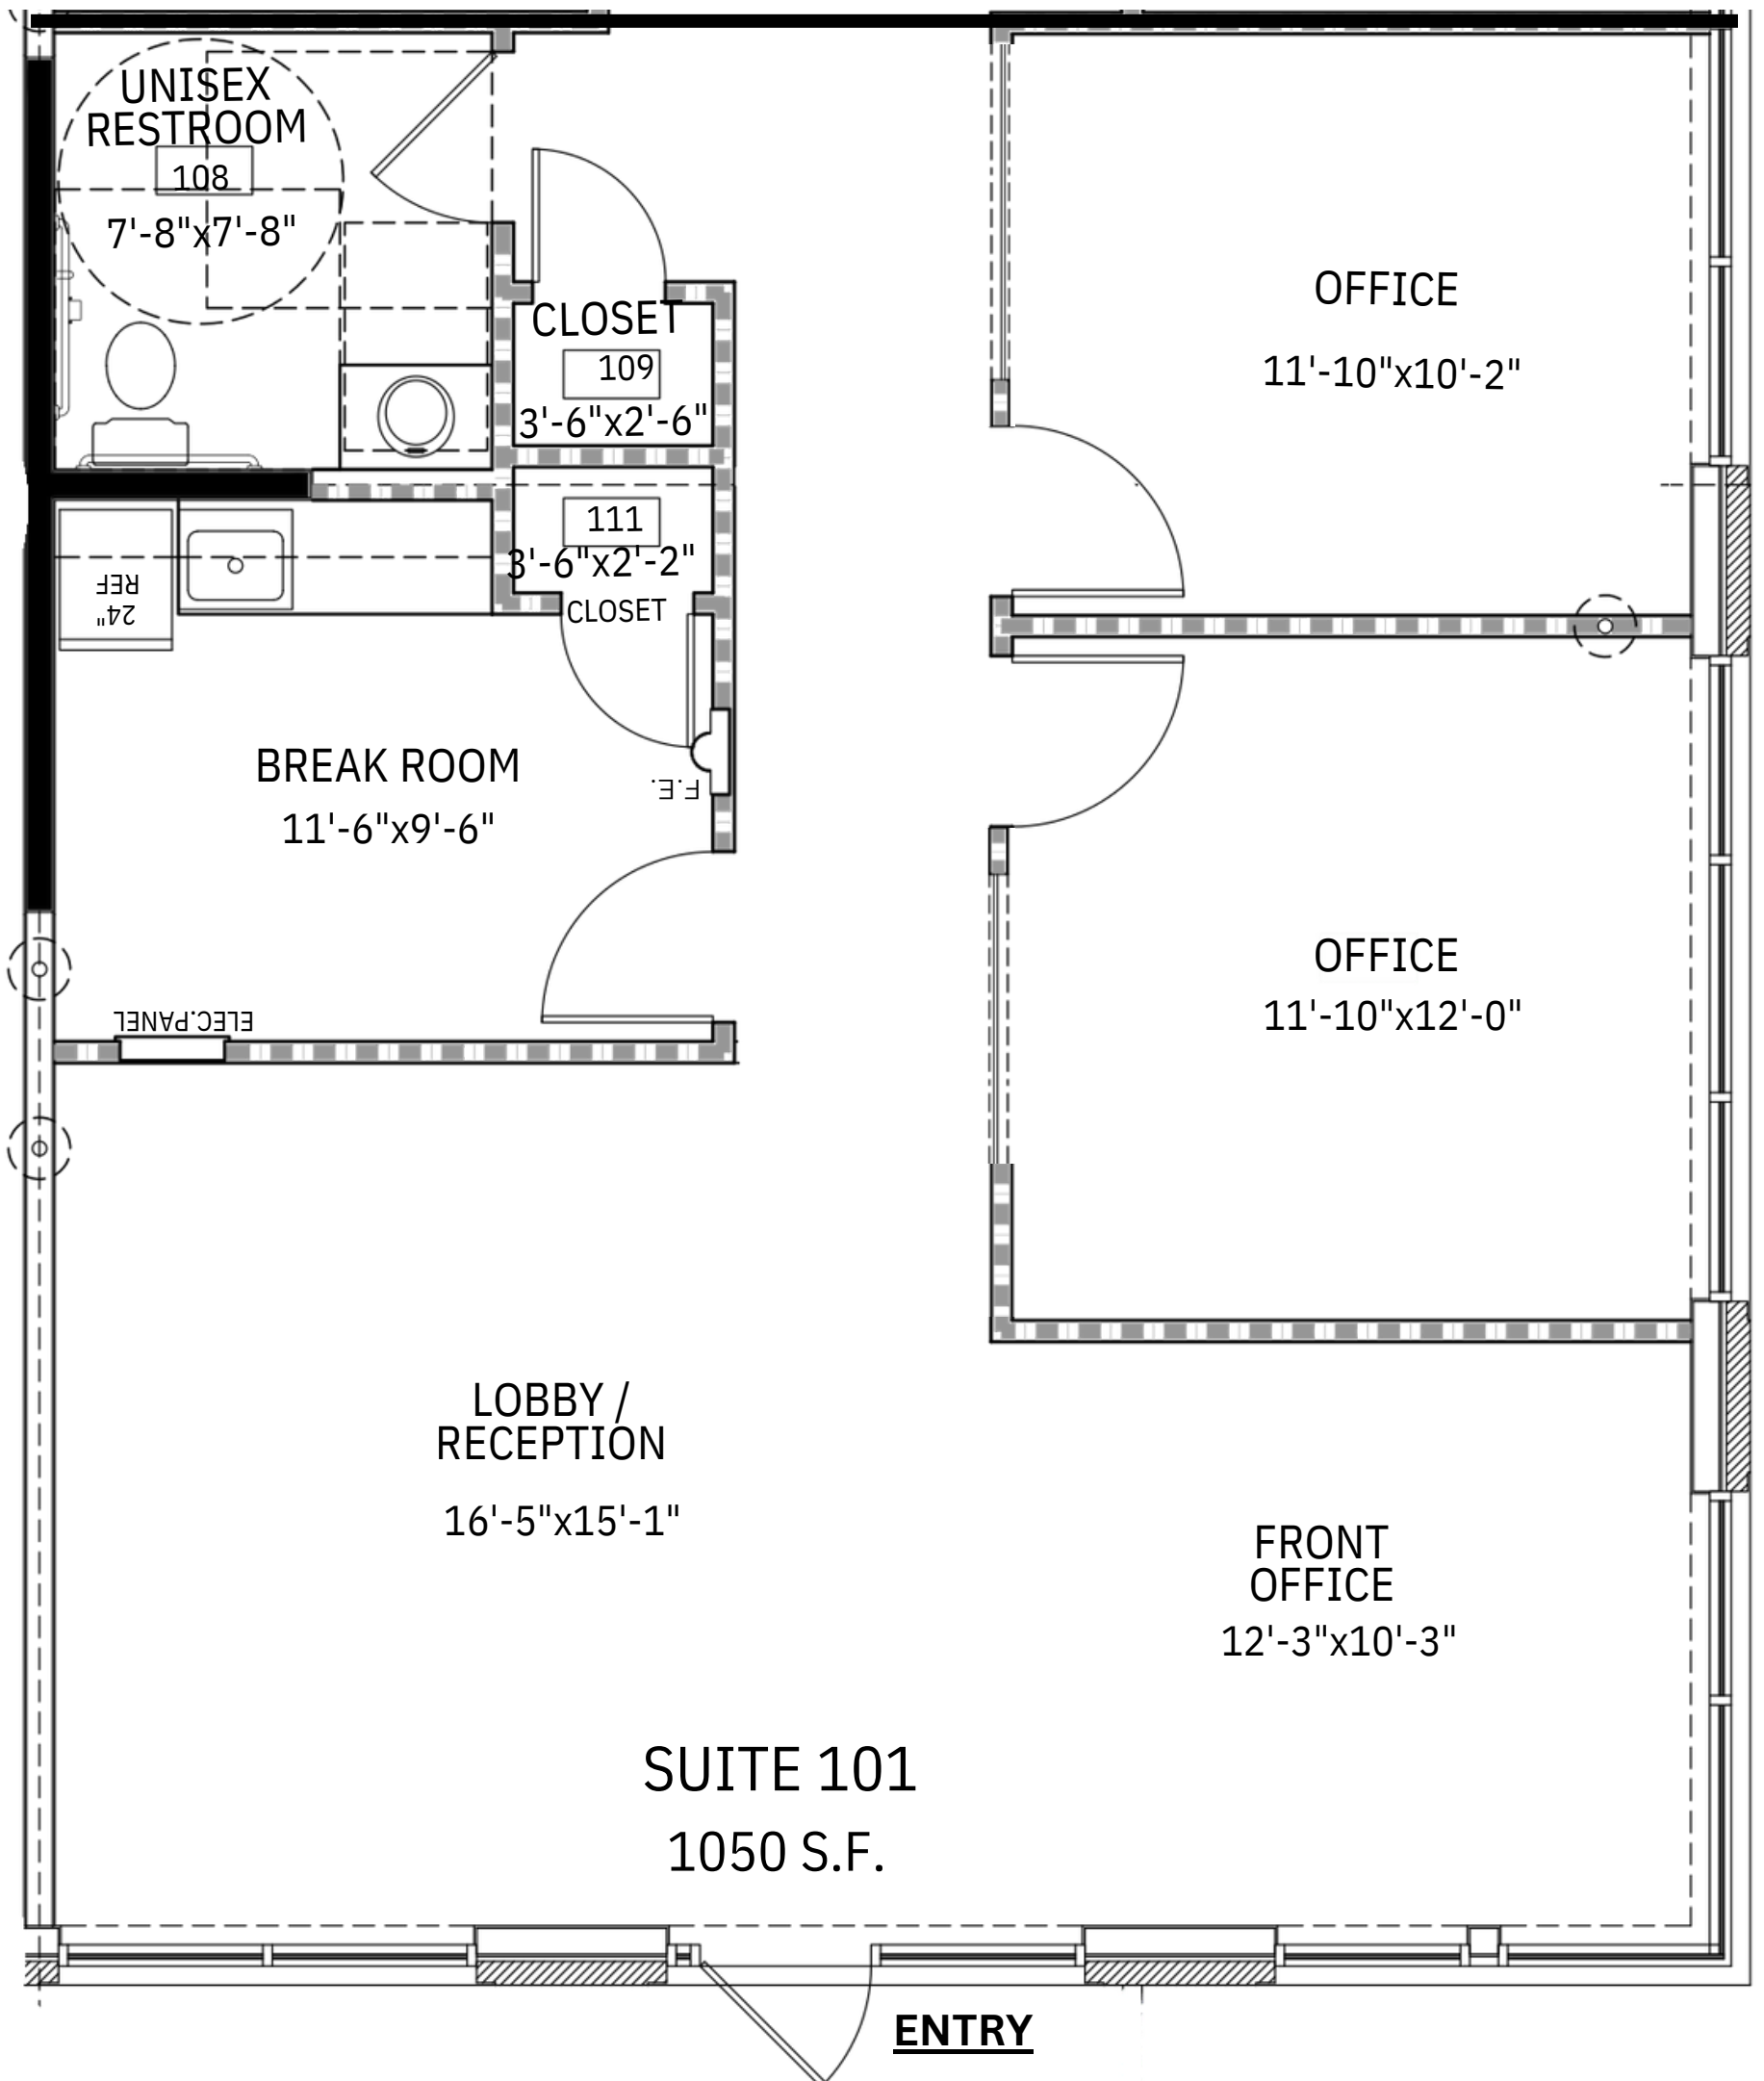 UNISEX
RESTROOM
108
7'-8"x7'-8"
CLOSET
109
3'-6"x2'-6"
111
3'-6"x2'-2"
CLOSET
24"
REF
OFFICE
11'-10"x10'-2"
BREAK ROOM
11'-6"x9'-6"
F.E.
ELEC.PANEL
OFFICE
11'-10"x12'-0"
LOBBY /
RECEPTION
16'-5"x15'-1"
FRONT
OFFICE
12'-3"x10'-3"
SUITE 101
1050 S.F.
ENTRY